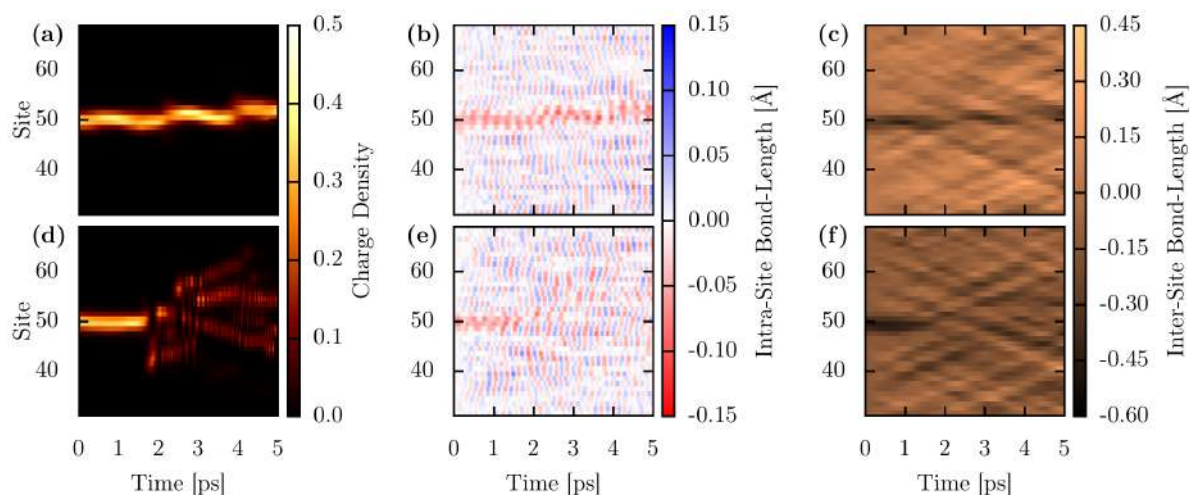 (a)
60
50
40
Site
0.5
0.4
0.3
0.2
0.1
0.0
Charge Density
(b)
60
50
40
0.15
0.10
0.05
0.00
-0.05
-0.10
-0.15
Intra-Site Bond-Length [Å]
(c)
60
50
40
0.45
0.30
0.15
0.00
-0.15
-0.30
-0.45
-0.60
Inter-Site Bond-Length [Å]
(d)
60
50
40
Site
0 1 2 3 4 5
Time [ps]
(e)
60
50
40
0 1 2 3 4 5
Time [ps]
(f)
60
50
40
0 1 2 3 4 5
Time [ps]